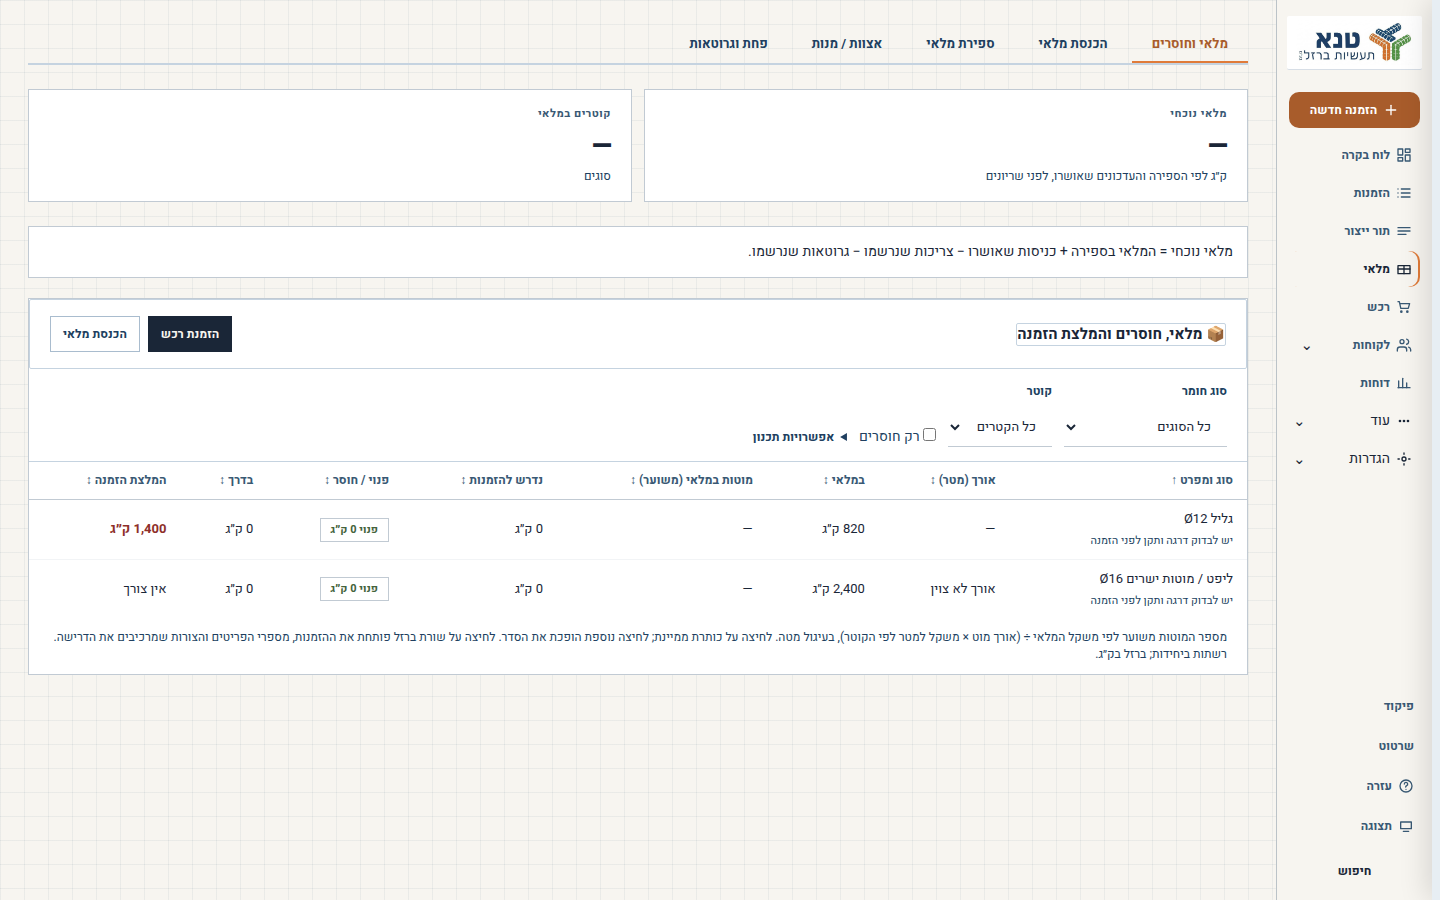 טנא
תעשיות ברזל
+ הזמנה חדשה
לוח בקרה
הזמנות
תור ייצור
מלאי
רכש
לקוחות
דוחות
עוד
הגדרות
פיקוד
שרטוט
עזרה
תצוגה
חיפוש
מלאי וחוסרים
הכנסת מלאי
ספירת מלאי
אצוות / מנות
פחת וגרוטאות
מלאי נוכחי
—
ק״ג לפי הספירה והעדכונים שאושרו, לפני שריונים
קוטרים במלאי
—
סוגים
מלאי נוכחי = המלאי בספירה + כניסות שאושרו − צריכות שנרשמו − גרוטאות שנרשמו.
📦 מלאי, חוסרים והמלצת הזמנה
הזמנת רכש
הכנסת מלאי
סוג חומר
קוטר
כל הסוגים
כל הקטרים
רק חוסרים
אפשרויות תכנון
סוג ומפרט ↑ אורך (מטר) ↕ במלאי ↕ מוטות במלאי (משוער) ↕ נדרש להזמנות ↕ פנוי / חוסר ↕ בדרך ↕ המלצת הזמנה ↕
גליל Ø12 — 820 ק״ג — 0 ק״ג פנוי 0 ק״ג 0 ק״ג 1,400 ק״ג
יש לבדוק דרגה ותקן לפני הזמנה
ליפט / מוטות ישרים Ø16 אורך לא צוין 2,400 ק״ג — 0 ק״ג פנוי 0 ק״ג 0 ק״ג אין צורך
יש לבדוק דרגה ותקן לפני הזמנה
מספר המוטות משוער לפי משקל המלאי ÷ (אורך מוט × משקל למטר לפי הקוטר), בעיגול מטה. לחיצה על כותרת ממיינת; לחיצה נוספת הופכת את הסדר. לחיצה על שורת ברזל פותחת את ההזמנות, מספרי הפריטים והצורות שמרכיבים את הדרישה.
רשתות ביחידות; ברזל בק״ג.